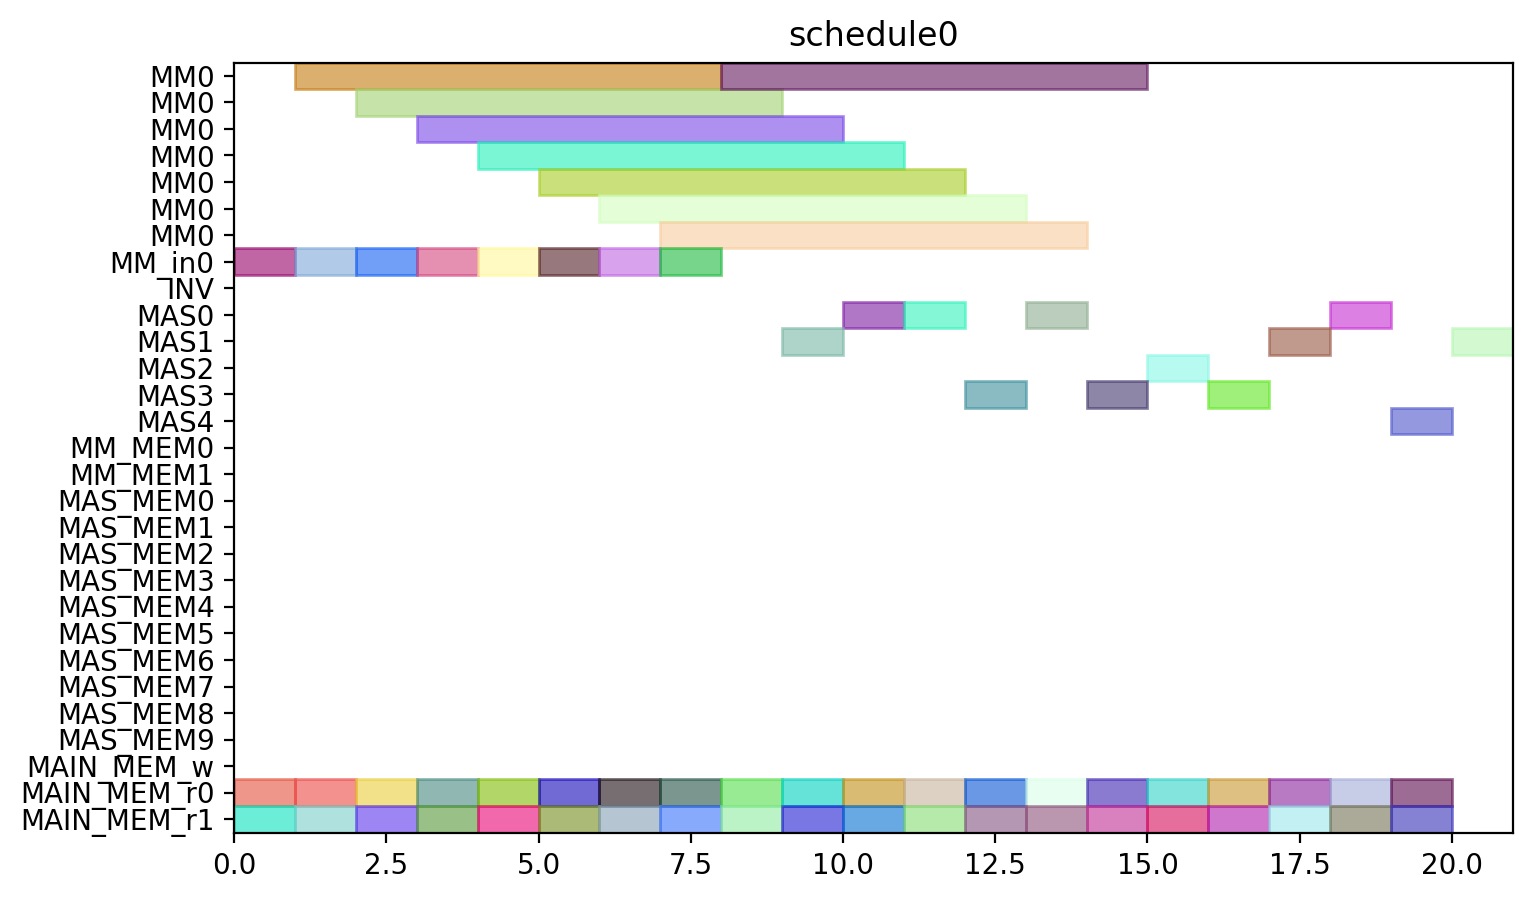 schedule0
MM0
MM0
MM0
MM0
MM0
MM0
MM0
MM_in0
INV
MAS0
MAS1
MAS2
MAS3
MAS4
MM_MEM0
MM_MEM1
MAS_MEM0
MAS_MEM1
MAS_MEM2
MAS_MEM3
MAS_MEM4
MAS_MEM5
MAS_MEM6
MAS_MEM7
MAS_MEM8
MAS_MEM9
MAIN_MEM_w
MAIN_MEM_r0
MAIN_MEM_r1
0.0 2.5 5.0 7.5 10.0 12.5 15.0 17.5 20.0